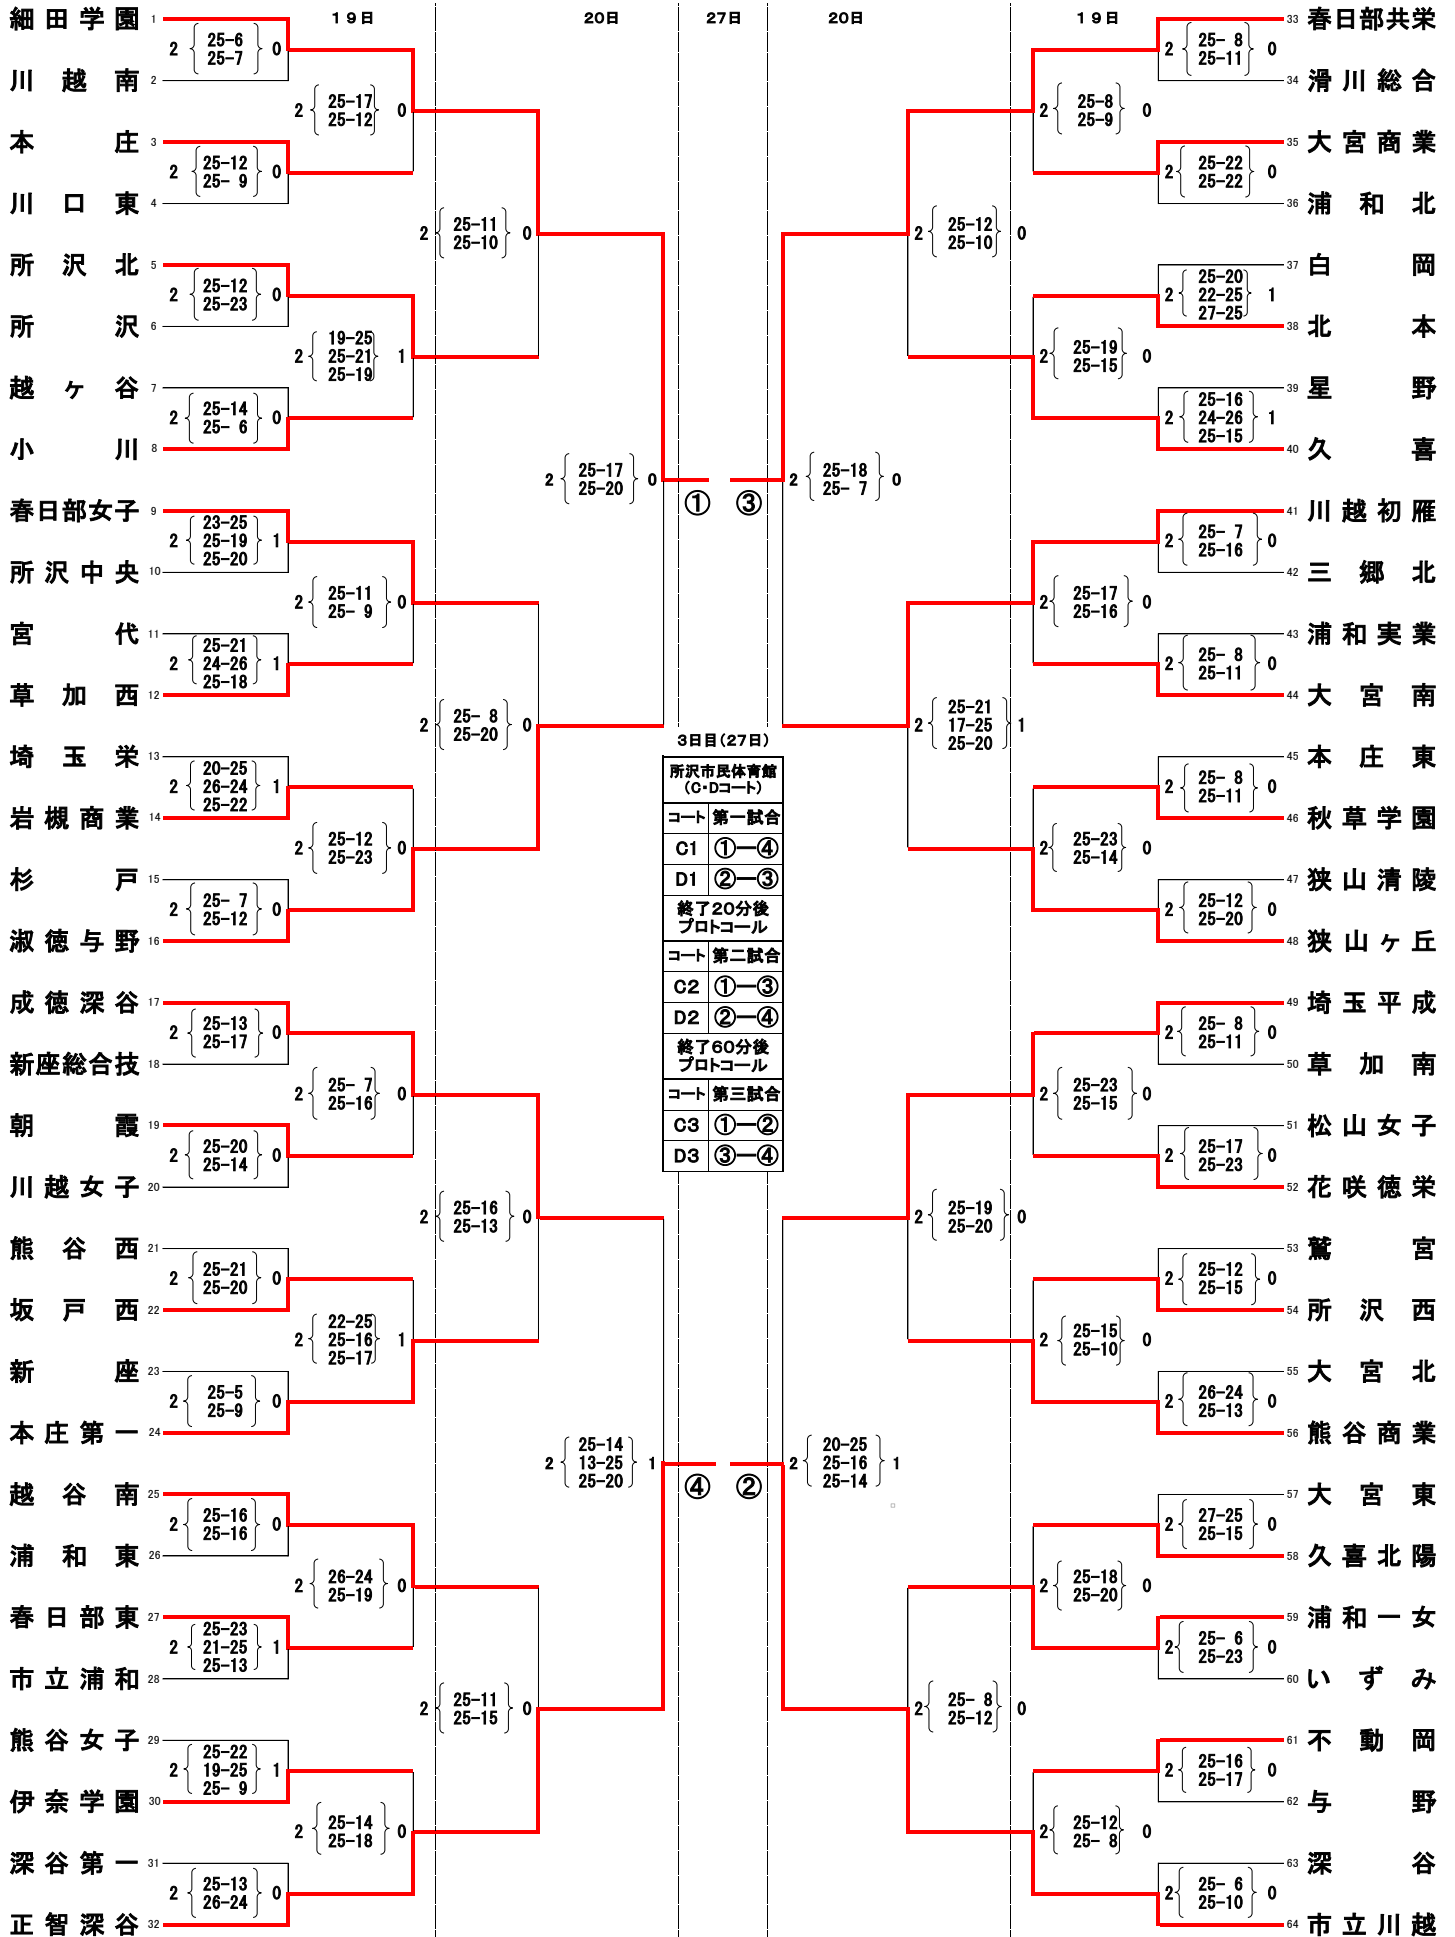 19日
20日
27日
20日
19日
細田学園 1
2 25-6 0
25-7
川越南 2
2 25-17 0
25-12
本庄 3
2 25-12 0
25- 9
川口東 4
2 25-11 0
25-10
所沢北 5
2 25-12 0
25-23
所沢 6
2 19-25 1
25-21
25-19
越ヶ谷 7
2 25-14 0
25- 6
小川 8
2 25-17 0
25-20
春日部女子 9
2 23-25 1
25-19
25-20
所沢中央 10
2 25-11 0
25- 9
宮代 11
2 25-21 1
24-26
25-18
草加西 12
2 25- 8 0
25-20
埼玉栄 13
2 20-25 1
26-24
25-22
岩槻商業 14
2 25-12 0
25-23
杉戸 15
2 25- 7 0
25-12
淑徳与野 16
成徳深谷 17
2 25-13 0
25-17
新座総合技 18
2 25- 7 0
25-16
朝霞 19
2 25-20 0
25-14
川越女子 20
2 25-16 0
25-13
熊谷西 21
2 25-21 0
25-20
坂戸西 22
2 22-25 1
25-16
25-17
新座 23
2 25-5 0
25-9
本庄第一 24
2 25-14 1
13-25
25-20
越谷南 25
2 25-16 0
25-16
浦和東 26
2 26-24 0
25-19
春日部東 27
2 25-23 1
21-25
25-13
市立浦和 28
2 25-11 0
25-15
熊谷女子 29
2 25-22 1
19-25
25- 9
伊奈学園 30
2 25-14 0
25-18
深谷第一 31
2 25-13 0
26-24
正智深谷 32
① ③
3日目(27日)
所沢市民体育館
(C・Dコート)
コート 第一試合
C1 ①ー④
D1 ②ー③
終了20分後
プロトコール
コート 第二試合
C2 ①ー③
D2 ②ー④
終了60分後
プロトコール
コート 第三試合
C3 ①ー②
D3 ③ー④
④ ②
33 春日部共栄
2 25- 8 0
25-11
34 滑川総合
2 25-8 0
25-9
35 大宮商業
2 25-22 0
25-22
36 浦和北
2 25-12 0
25-10
37 白岡
2 25-20 1
22-25
27-25
38 北本
2 25-19 0
25-15
39 星野
2 25-16 1
24-26
25-15
40 久喜
2 25-18 0
25- 7
41 川越初雁
2 25- 7 0
25-16
42 三郷北
2 25-17 0
25-16
43 浦和実業
2 25- 8 0
25-11
44 大宮南
2 25-21 1
17-25
25-20
45 本庄東
2 25- 8 0
25-11
46 秋草学園
2 25-23 0
25-14
47 狭山清陵
2 25-12 0
25-20
48 狭山ヶ丘
49 埼玉平成
2 25- 8 0
25-11
50 草加南
2 25-23 0
25-15
51 松山女子
2 25-17 0
25-23
52 花咲徳栄
2 25-19 0
25-20
53 鷲宮
2 25-12 0
25-15
54 所沢西
2 25-15 0
25-10
55 大宮北
2 26-24 0
25-13
56 熊谷商業
2 20-25 1
25-16
25-14
57 大宮東
2 27-25 0
25-15
58 久喜北陽
2 25-18 0
25-20
59 浦和一女
2 25- 6 0
25-23
60 いずみ
2 25- 8 0
25-12
61 不動岡
2 25-16 0
25-17
62 与野
2 25-12 0
25- 8
63 深谷
2 25- 6 0
25-10
64 市立川越